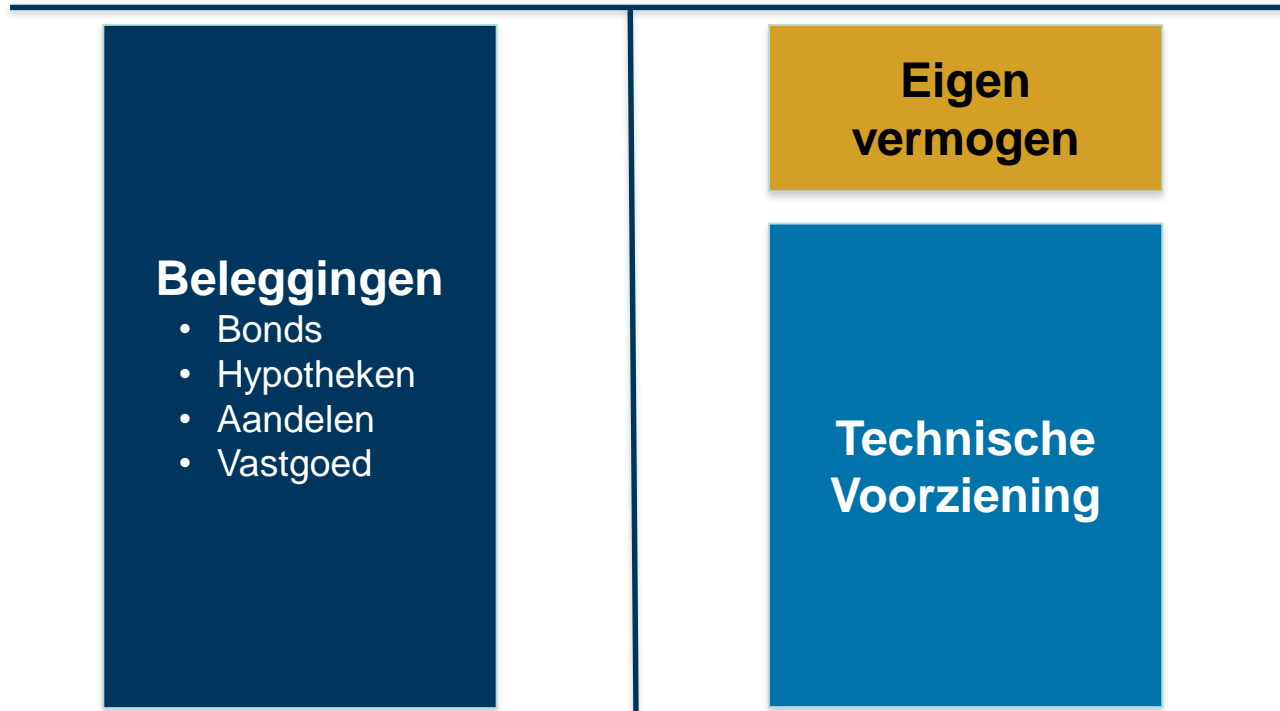 Beleggingen
• Bonds
• Hypotheken
• Aandelen
• Vastgoed
Eigen
vermogen
Technische
Voorziening